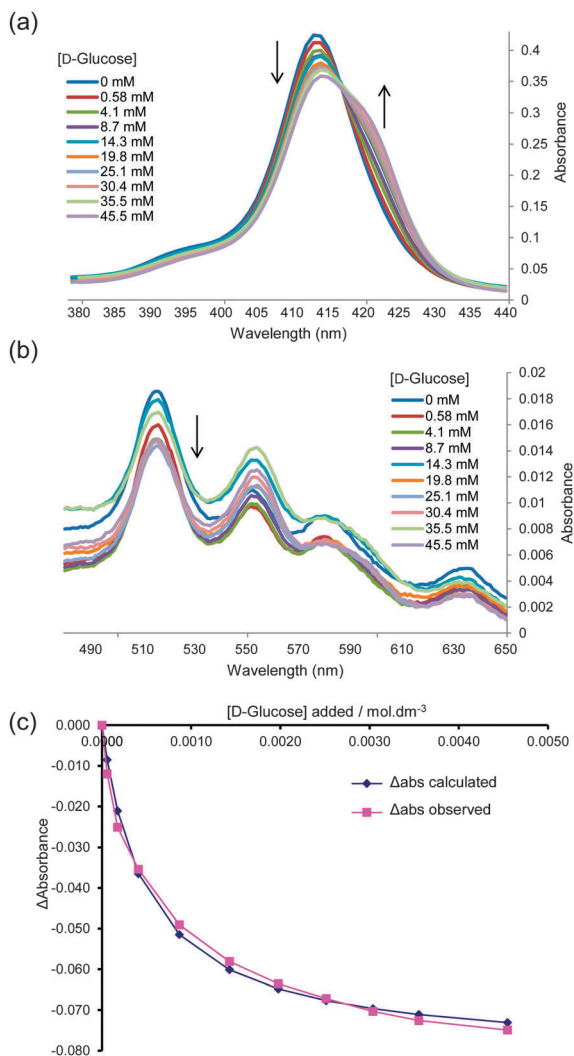 (a)
[D-Glucose]
0 mM
0.58 mM
4.1 mM
8.7 mM
14.3 mM
19.8 mM
25.1 mM
30.4 mM
35.5 mM
45.5 mM
0.4
0.35
0.3
0.25
0.2
0.15
0.1
0.05
0
Absorbance
380 385 390 395 400 405 410 415 420 425 430 435 440
Wavelength (nm)
(b)
[D-Glucose]
0 mM
0.58 mM
4.1 mM
8.7 mM
14.3 mM
19.8 mM
25.1 mM
30.4 mM
35.5 mM
45.5 mM
0.02
0.018
0.016
0.014
0.012
0.01
0.008
0.006
0.004
0.002
0
Absorbance
490 510 530 550 570 590 610 630 650
Wavelength (nm)
(c)
[D-Glucose] added / mol.dm⁻³
0.0000 0.0010 0.0020 0.0030 0.0040 0.0050
0.000
-0.010
-0.020
-0.030
-0.040
-0.050
-0.060
-0.070
-0.080
ΔAbsorbance
Δabs calculated
Δabs observed